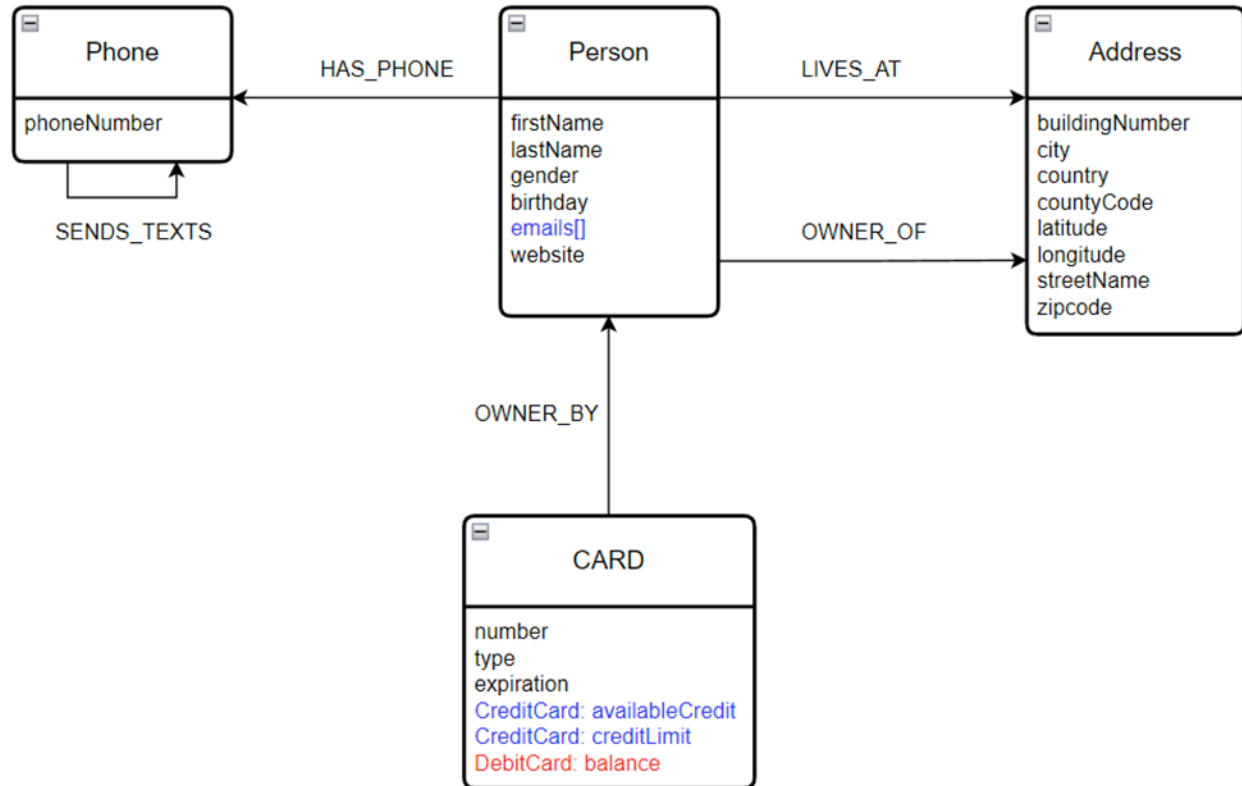 Phone
phoneNumber
SENDS_TEXTS
HAS_PHONE
Person
firstName
lastName
gender
birthday
emails[]
website
LIVES_AT
OWNER_OF
Address
buildingNumber
city
country
countyCode
latitude
longitude
streetName
zipcode
OWNER_BY
CARD
number
type
expiration
CreditCard: availableCredit
CreditCard: creditLimit
DebitCard: balance